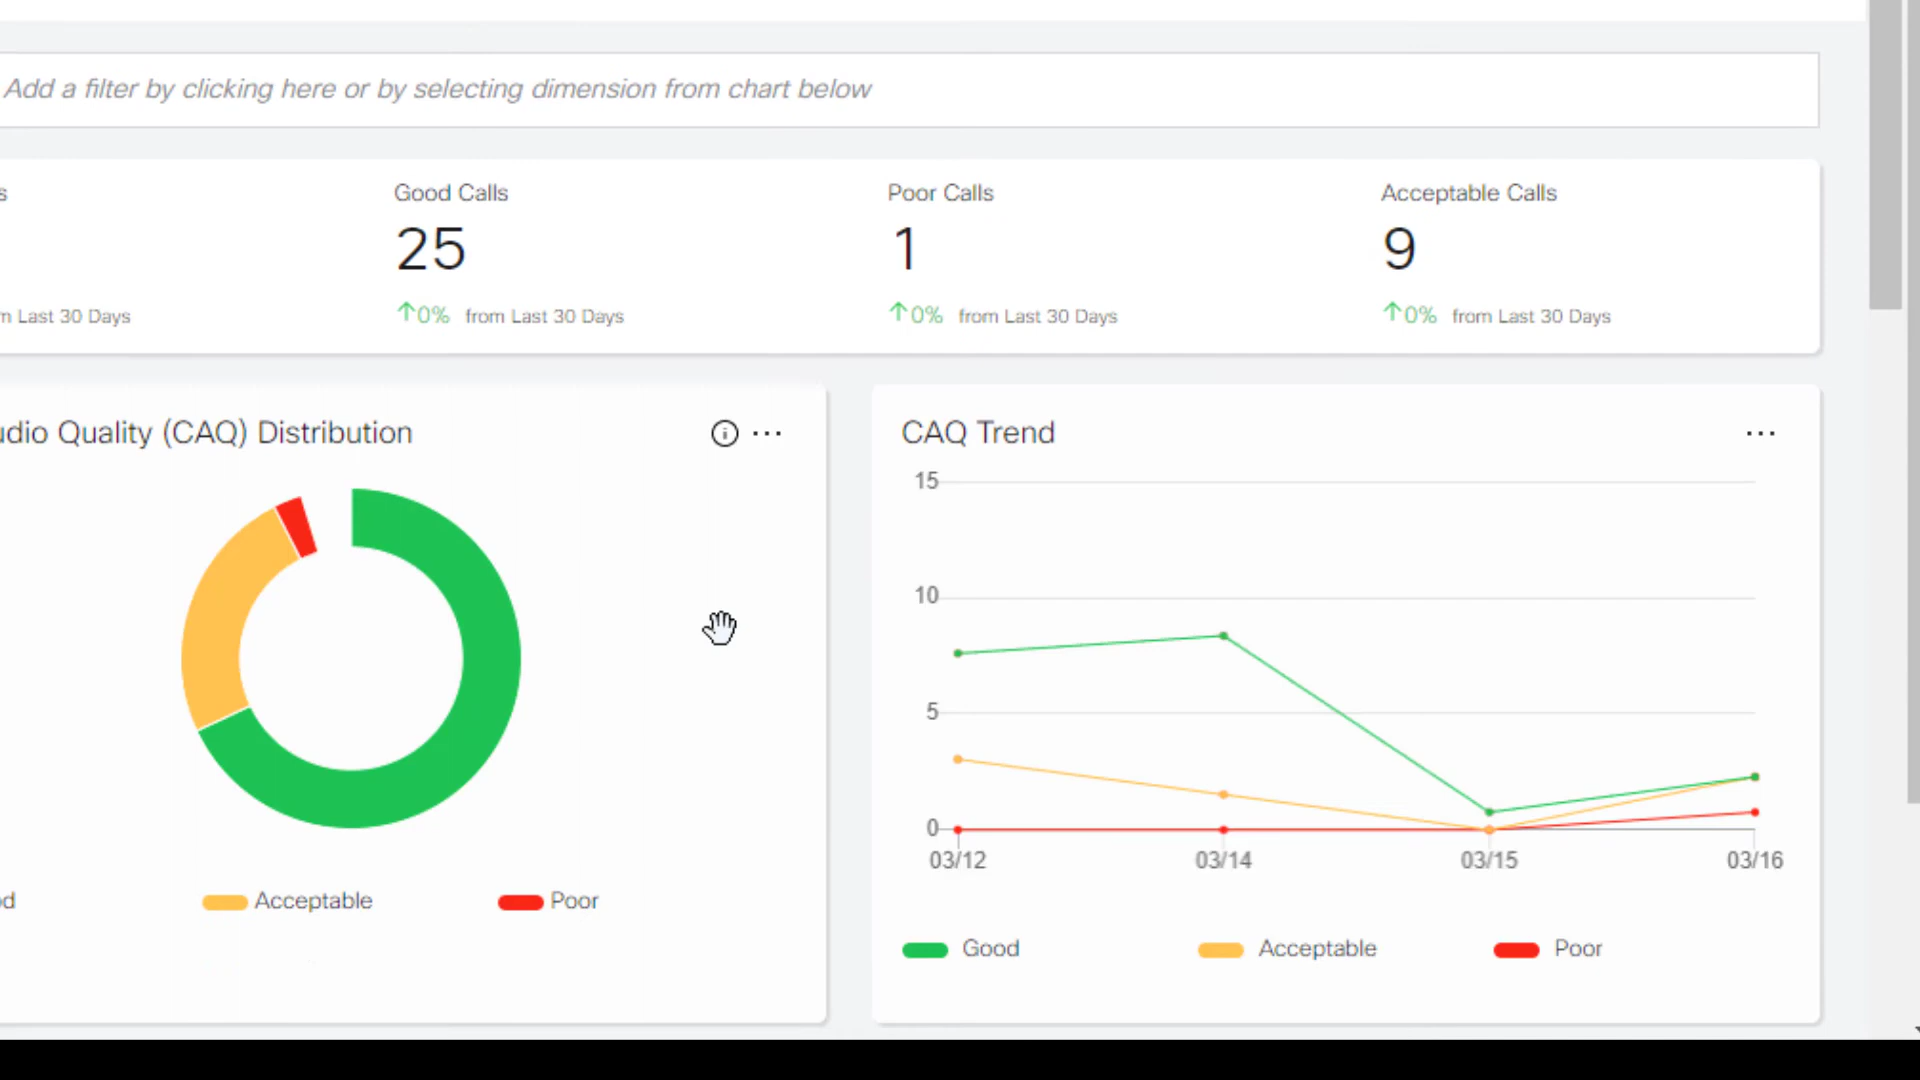 Add a filter by clicking here or by selecting dimension from chart below
s Good Calls Poor Calls Acceptable Calls
25 1 9
m Last 30 Days ↑0% from Last 30 Days ↑0% from Last 30 Days ↑0% from Last 30 Days
udio Quality (CAQ) Distribution
od Acceptable Poor
CAQ Trend
15
10
5
0
03/12 03/14 03/15 03/16
Good Acceptable Poor